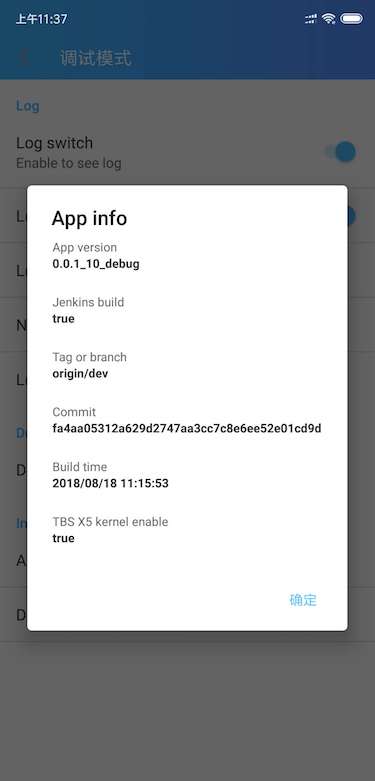 上午11:37
调试模式
Log
Log switch
Enable to see log
App info
App version
0.0.1_10_debug
Jenkins build
true
Tag or branch
origin/dev
Commit
fa4aa05312a629d2747aa3cc7c8e6ee52e01cd9d
Build time
2018/08/18 11:15:53
TBS X5 kernel enable
true
确定